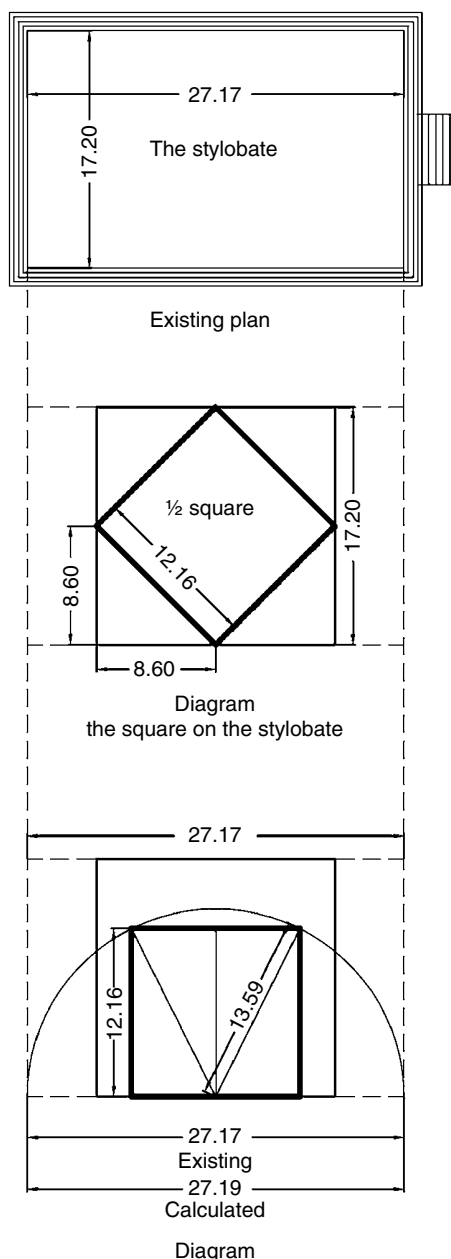 27.17
17.20
The stylobate
Existing plan
½ square
12.16
17.20
8.60
8.60
Diagram
the square on the stylobate
27.17
12.16
13.59
27.17
Existing
27.19
Calculated
Diagram